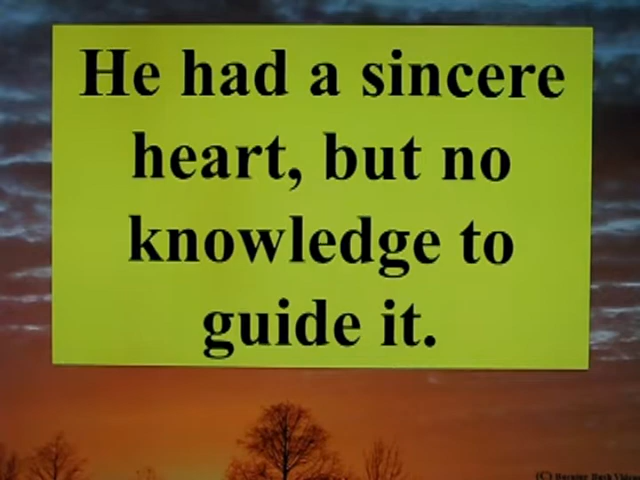 He had a sincere
heart, but no
knowledge to
guide it.